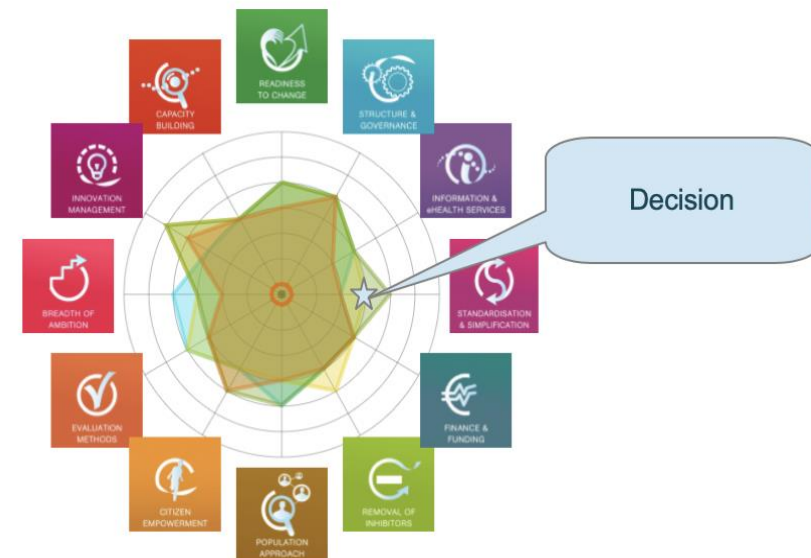 READINESS
TO CHANGE
STRUCTURE &
GOVERNANCE
INFORMATION &
eHEALTH SERVICES
STANDARDISATION
& SIMPLIFICATION
FINANCE &
FUNDING
REMOVAL OF
INHIBITORS
POPULATION
APPROACH
CITIZEN
EMPOWERMENT
EVALUATION
METHODS
BREADTH OF
AMBITION
INNOVATION
MANAGEMENT
CAPACITY
BUILDING
Decision